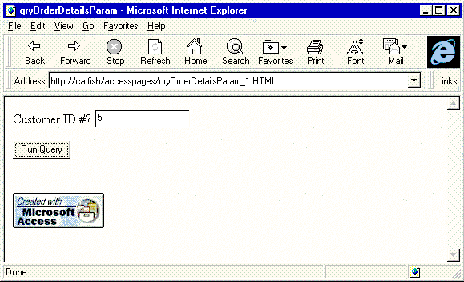 qryOrderDetailsParam - Microsoft Internet Explorer
File Edit View Go Favorites Help
Back Forward Stop Refresh Home Search Favorites Print Font Mail
Address http://catfish/accesspages/qryOrderDetailsParam_1.HTML Links
Customer ID #? 5
Run Query
Created with
Microsoft
Access
Done